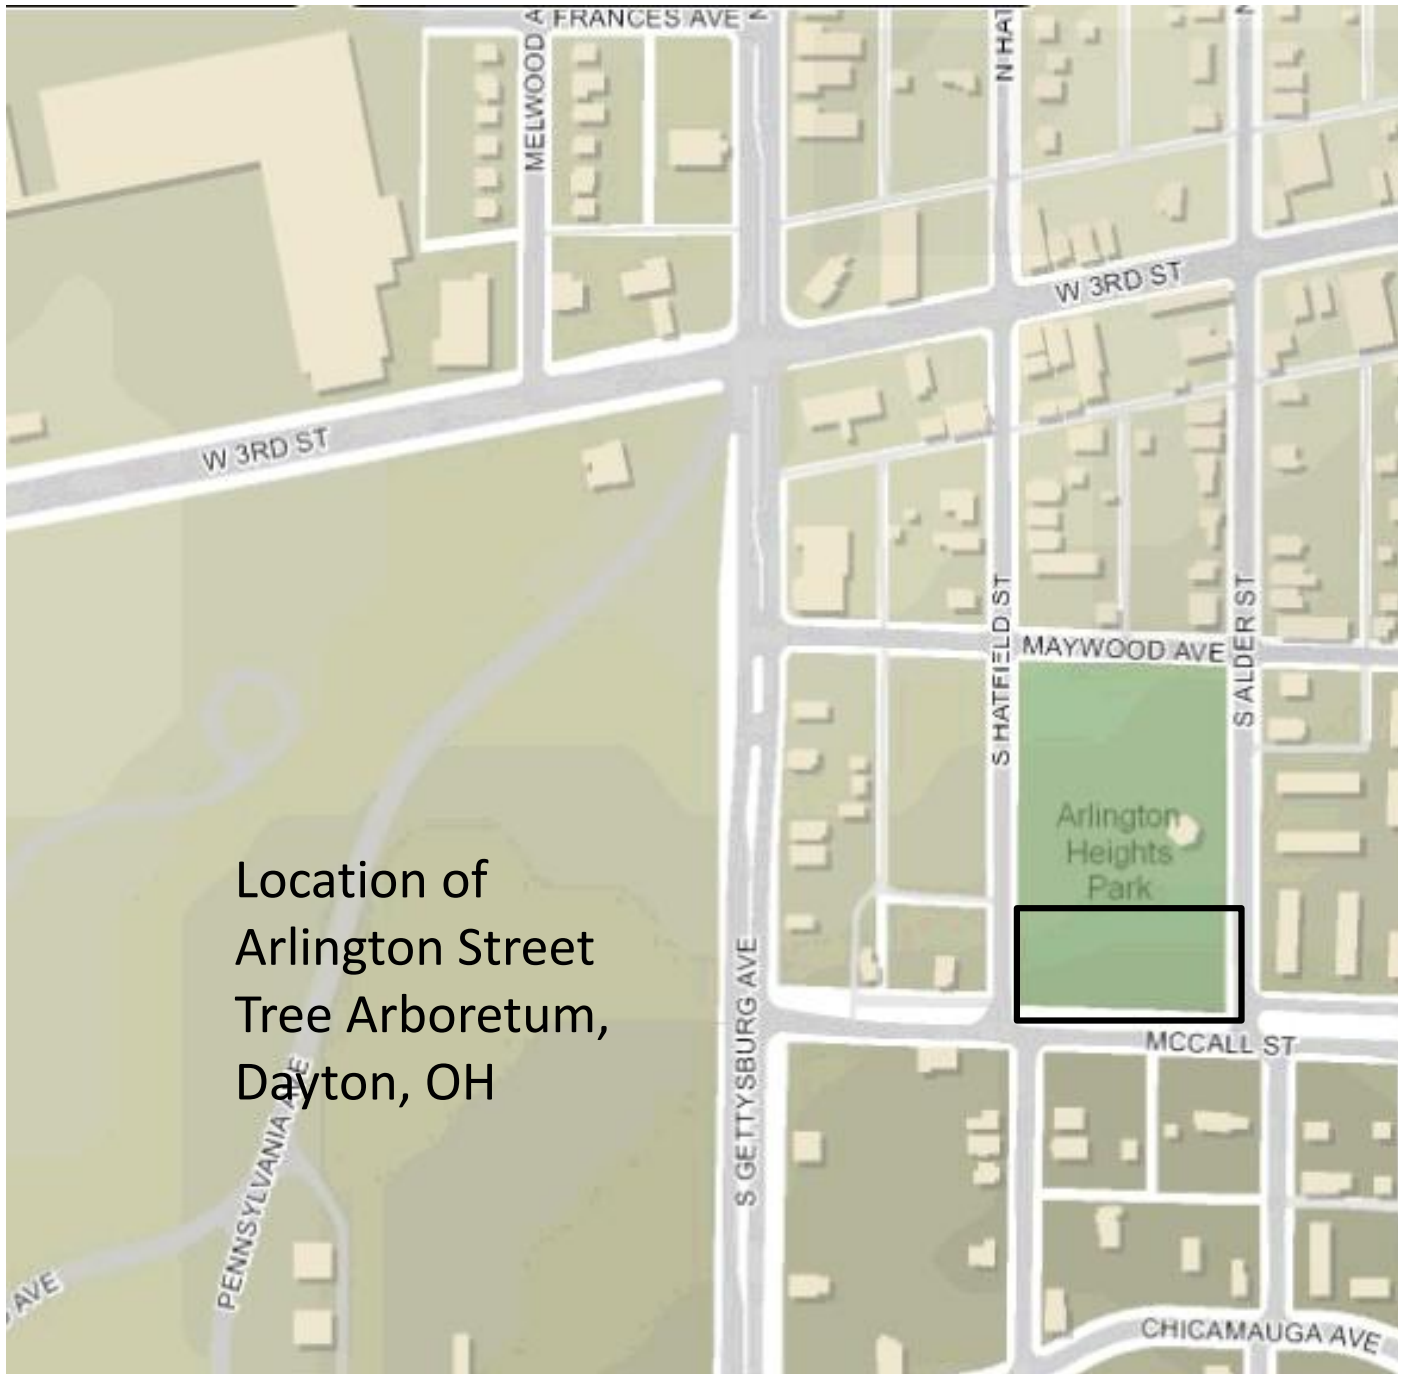 FRANCES AVE
MELWOOD A
N HAT
W 3RD ST
W 3RD ST
S HATFIELD ST
MAYWOOD AVE
S ALDER ST
Arlington
Heights
Park
Location of
Arlington Street
Tree Arboretum,
Dayton, OH
S GETTYSBURG AVE
MCCALL ST
PENNSYLVANIA AVE
AVE
CHICAMAUGA AVE